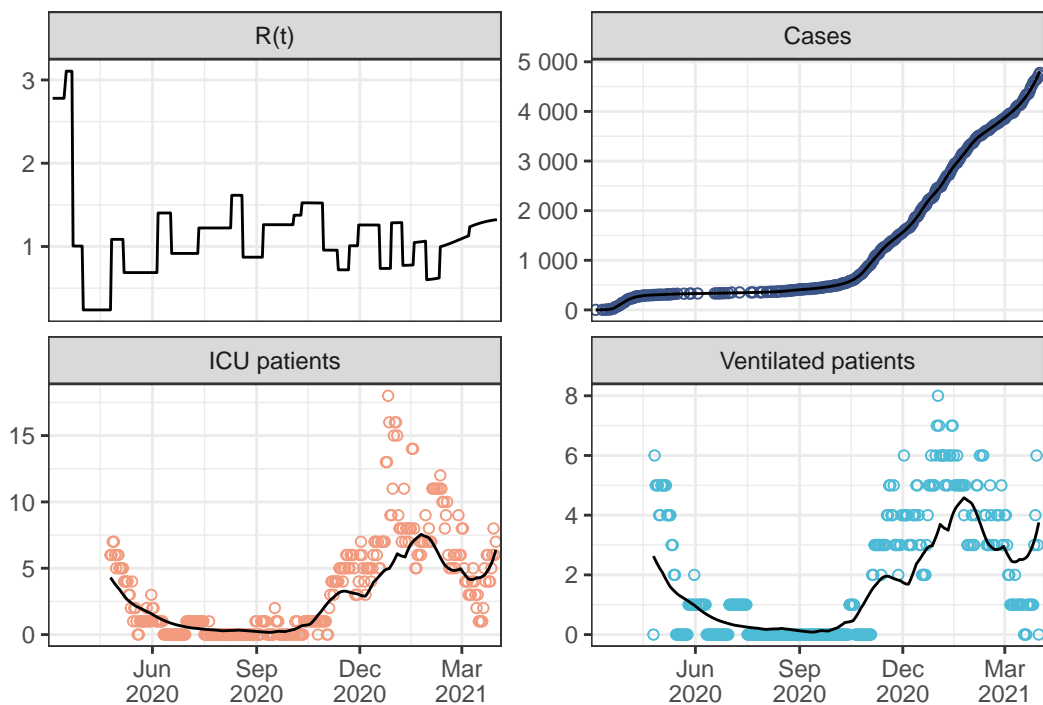 R(t)
Cases
3
2
1
5 000
4 000
3 000
2 000
1 000
0
ICU patients
Ventilated patients
15
10
5
0
8
6
4
2
0
Jun Sep Dec Mar
2020 2020 2020 2021
Jun Sep Dec Mar
2020 2020 2020 2021